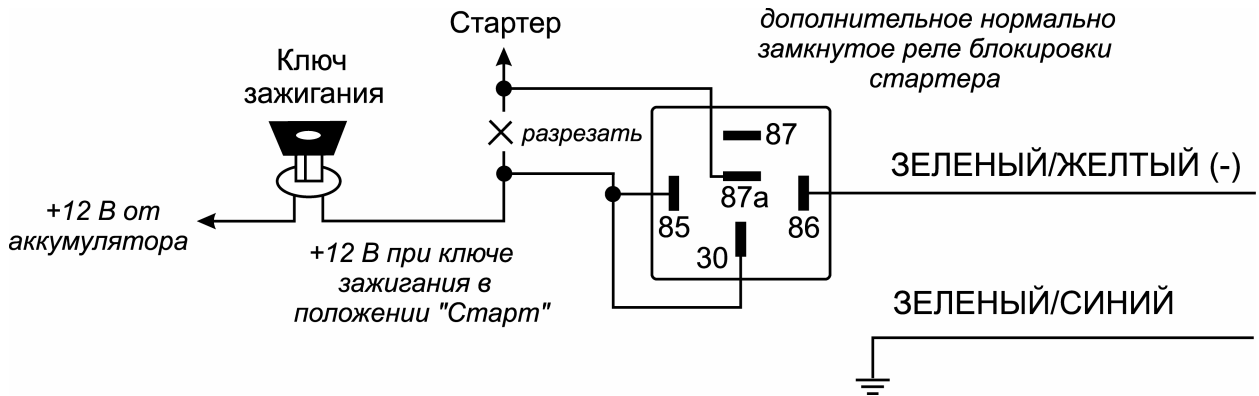 Стартер
дополнительное нормально
замкнутое реле блокировки
стартера
Ключ
зажигания
разрезать
87
ЗЕЛЕНЫЙ/ЖЕЛТЫЙ (-)
87а
85
86
30
+12 В от
аккумулятора
+12 В при ключе
зажигания в
положении "Старт"
ЗЕЛЕНЫЙ/СИНИЙ